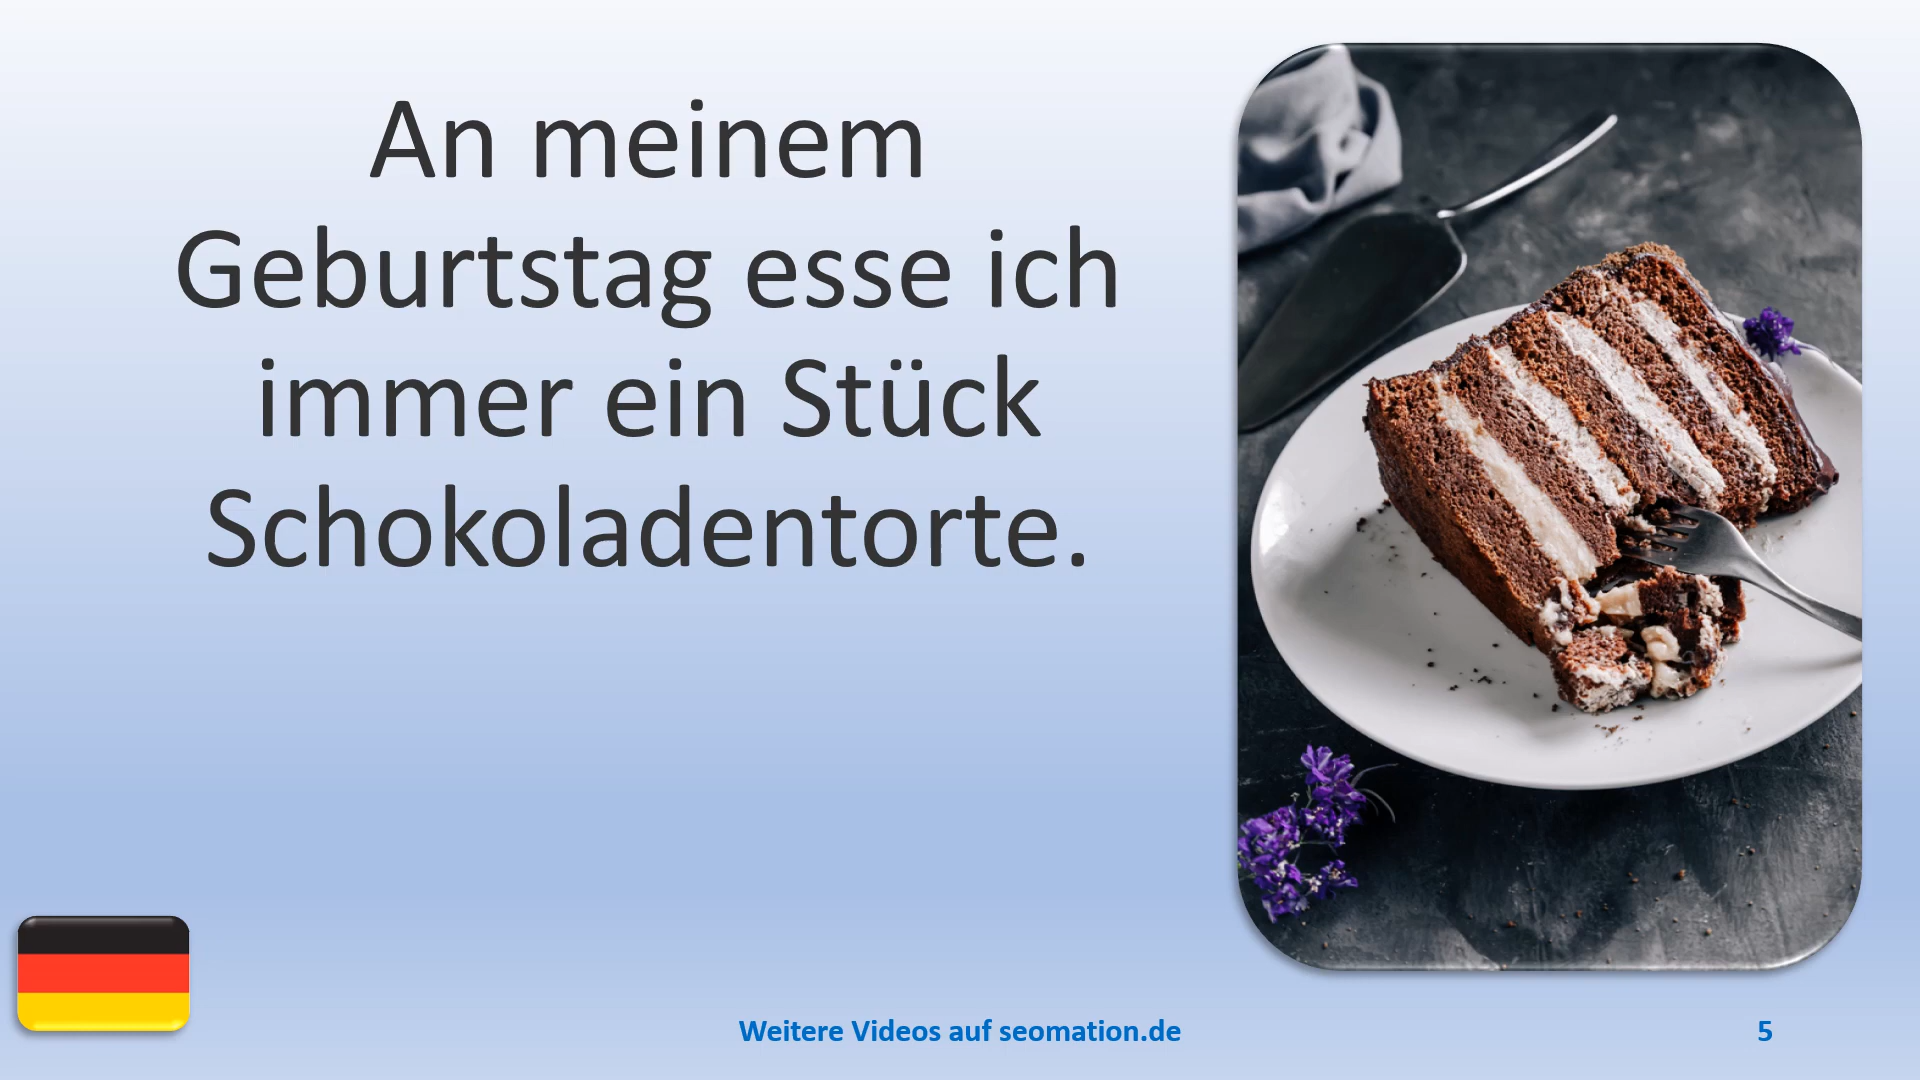 An meinem
Geburtstag esse ich
immer ein Stück
Schokoladentorte.
Weitere Videos auf seomation.de
5